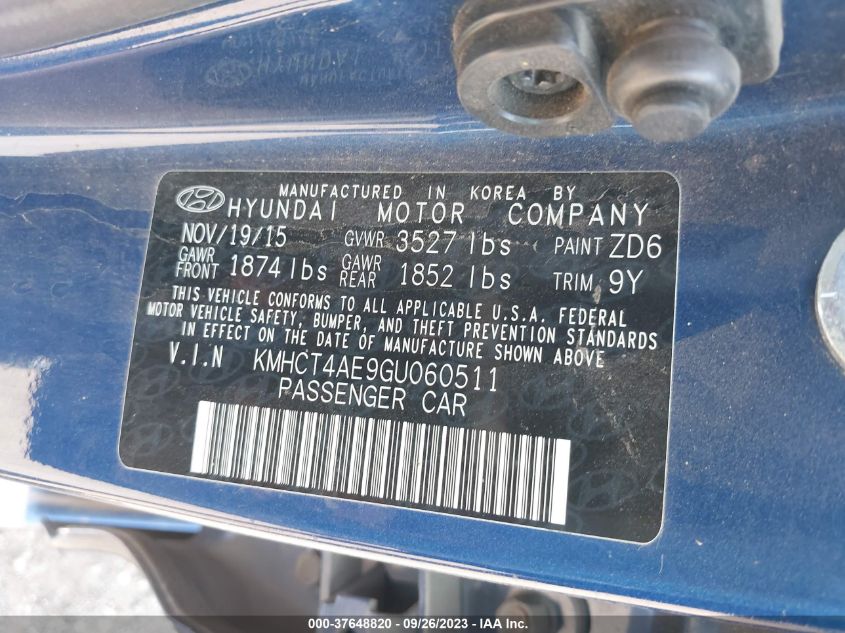 HYUNDAI
MANUFACTURED IN KOREA BY
HYUNDAI MOTOR COMPANY
NOV/19/15 GVWR 3527 lbs PAINT ZD6
GAWR FRONT 1874 lbs GAWR REAR 1852 lbs TRIM 9Y
THIS VEHICLE CONFORMS TO ALL APPLICABLE U.S.A. FEDERAL
MOTOR VEHICLE SAFETY, BUMPER, AND THEFT PREVENTION STANDARDS
IN EFFECT ON THE DATE OF MANUFACTURE SHOWN ABOVE
V.I.N KMHCT4AE9GU060511
PASSENGER CAR
000-37648820 - 09/26/2023 - IAAI.com